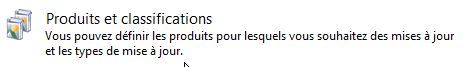 Produits et classifications
Vous pouvez définir les produits pour lesquels vous souhaitez des mises à jour
et les types de mise à jour.